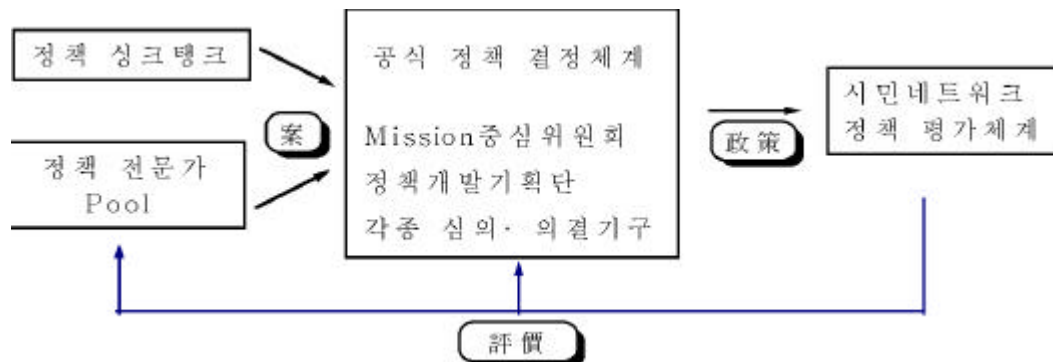 정책 싱크탱크
정책 전문가
Pool
案
공식 정책 결정체계
Mission중심위원회
정책개발기획단
각종 심의· 의결기구
政策
시민네트워크
정책 평가체계
評價